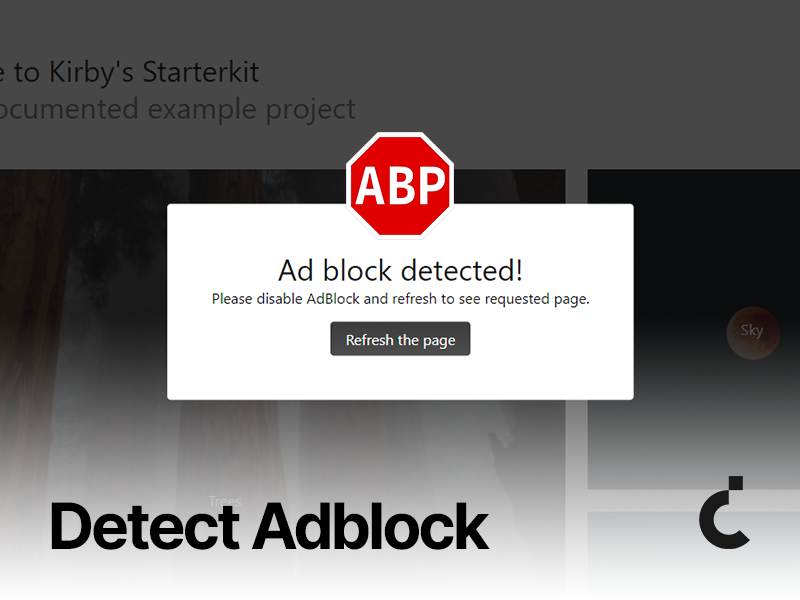 e to Kirby's Starterkit
ocumented example project
ABP
Ad block detected!
Please disable AdBlock and refresh to see requested page.
Refresh the page
Sky
Trees
Detect Adblock